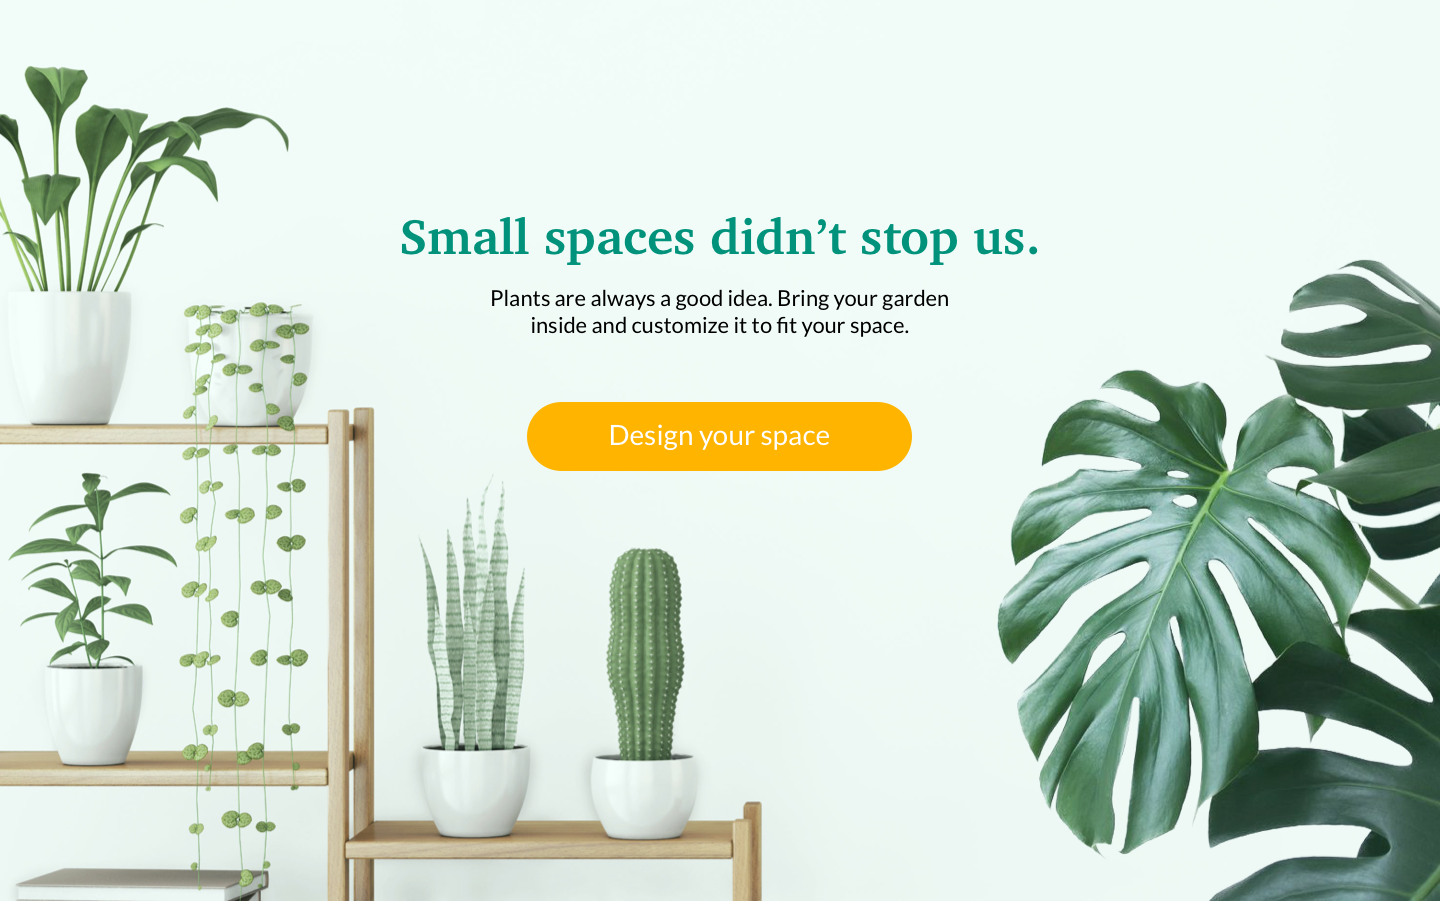 Small spaces didn’t stop us.
Plants are always a good idea. Bring your garden
inside and customize it to fit your space.
Design your space